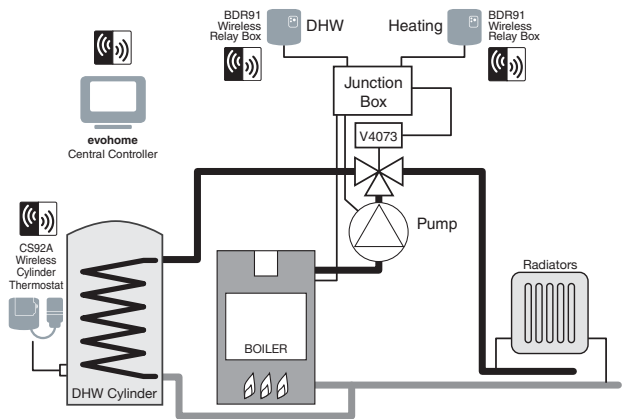 BDR91
Wireless
Relay Box
DHW
Heating
BDR91
Wireless
Relay Box
Junction
Box
evohome
Central Controller
V4073
Pump
CS92A
Wireless
Cylinder
Thermostat
Radiators
BOILER
DHW Cylinder